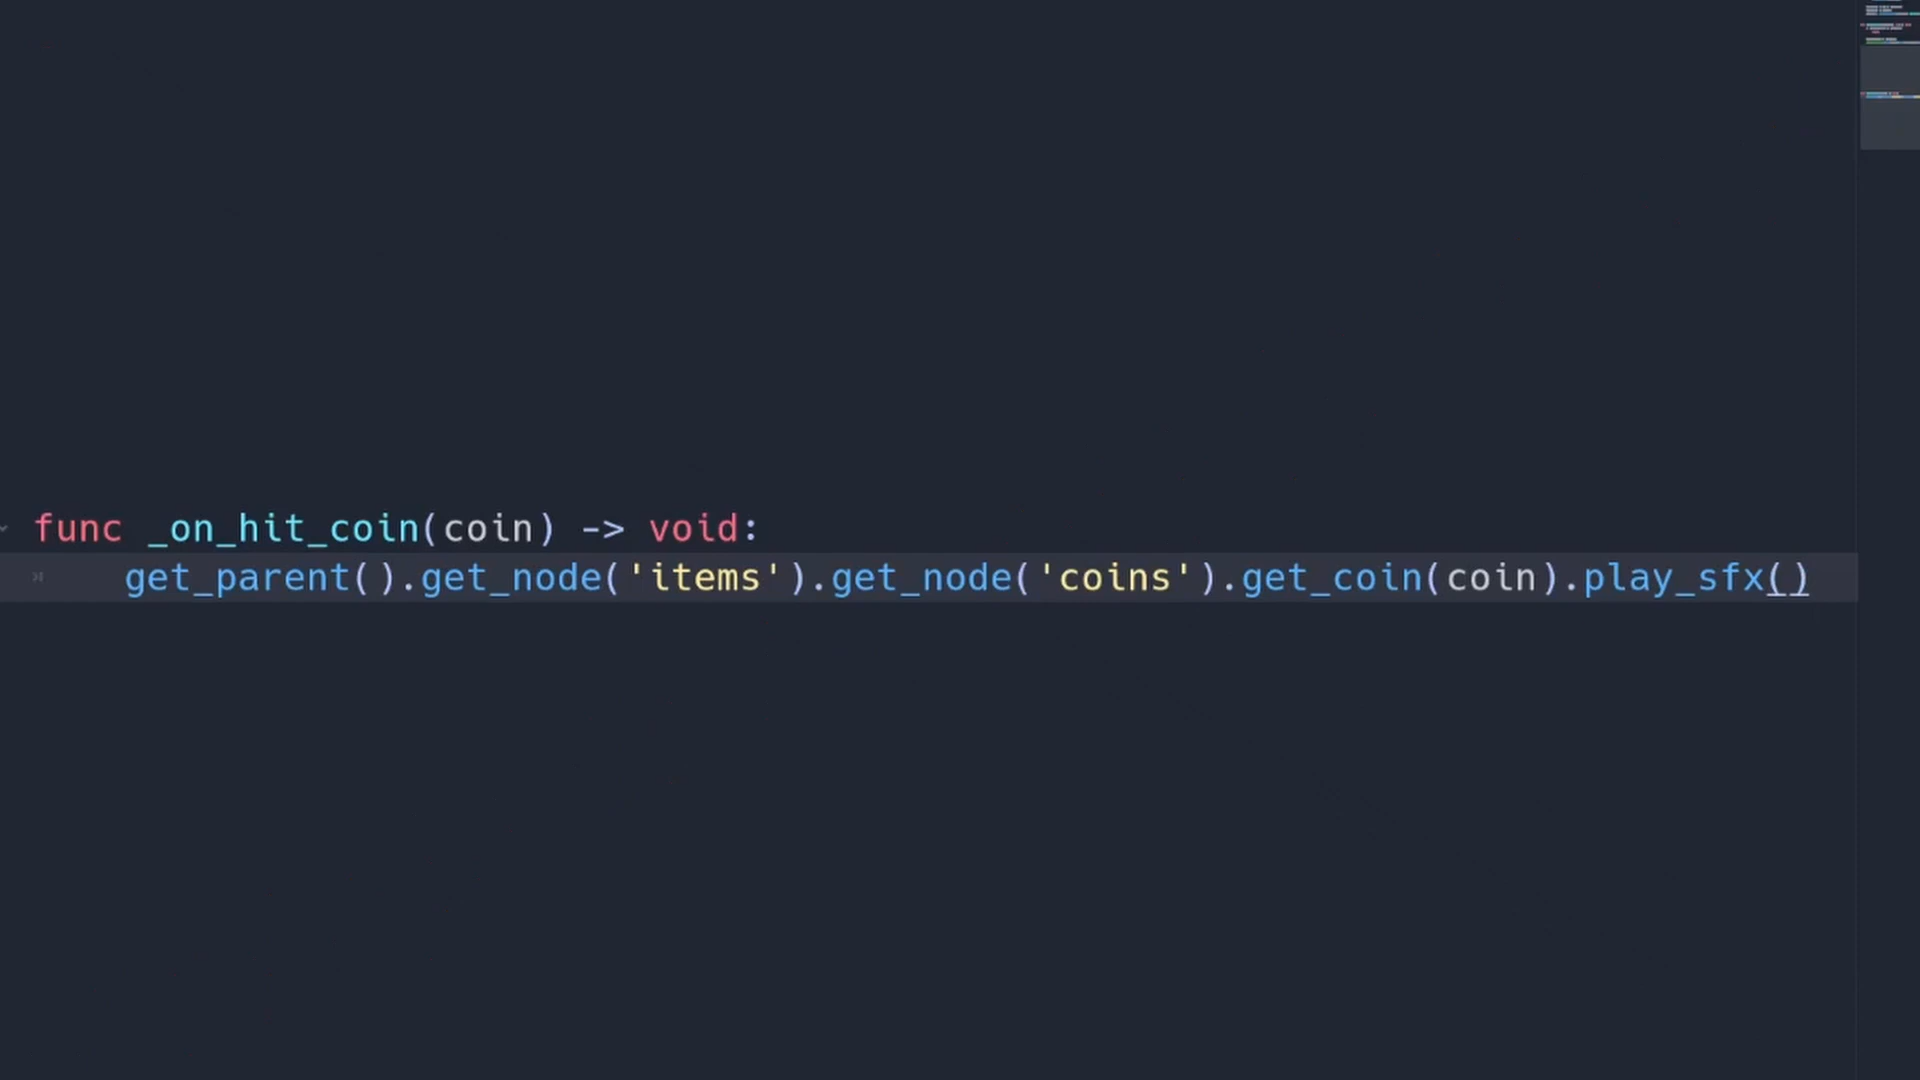 func _on_hit_coin(coin) -> void:
get_parent().get_node('items').get_node('coins').get_coin(coin).play_sfx()